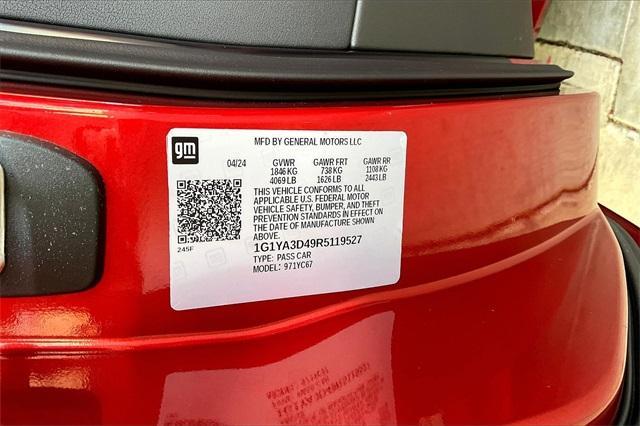 gm
MFD BY GENERAL MOTORS LLC
04/24 GVWR GAWR FRT GAWR RR
1846 KG 738 KG 1108 KG
4069 LB 1626 LB 2443 LB
THIS VEHICLE CONFORMS TO ALL
APPLICABLE U.S. FEDERAL MOTOR
VEHICLE SAFETY, BUMPER, AND THEFT
PREVENTION STANDARDS IN EFFECT ON
THE DATE OF MANUFACTURE SHOWN
ABOVE.
245F
1G1YA3D49R5119527
TYPE: PASS CAR
MODEL: 971YC67